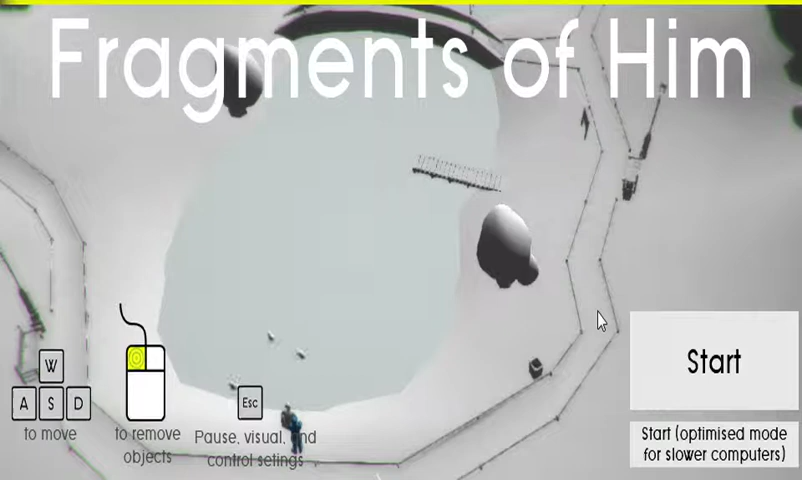 Fragments of Him
W
A S D
to move
to remove
objects
Esc
Pause, visual, and
control setings
Start
Start (optimised mode
for slower computers)